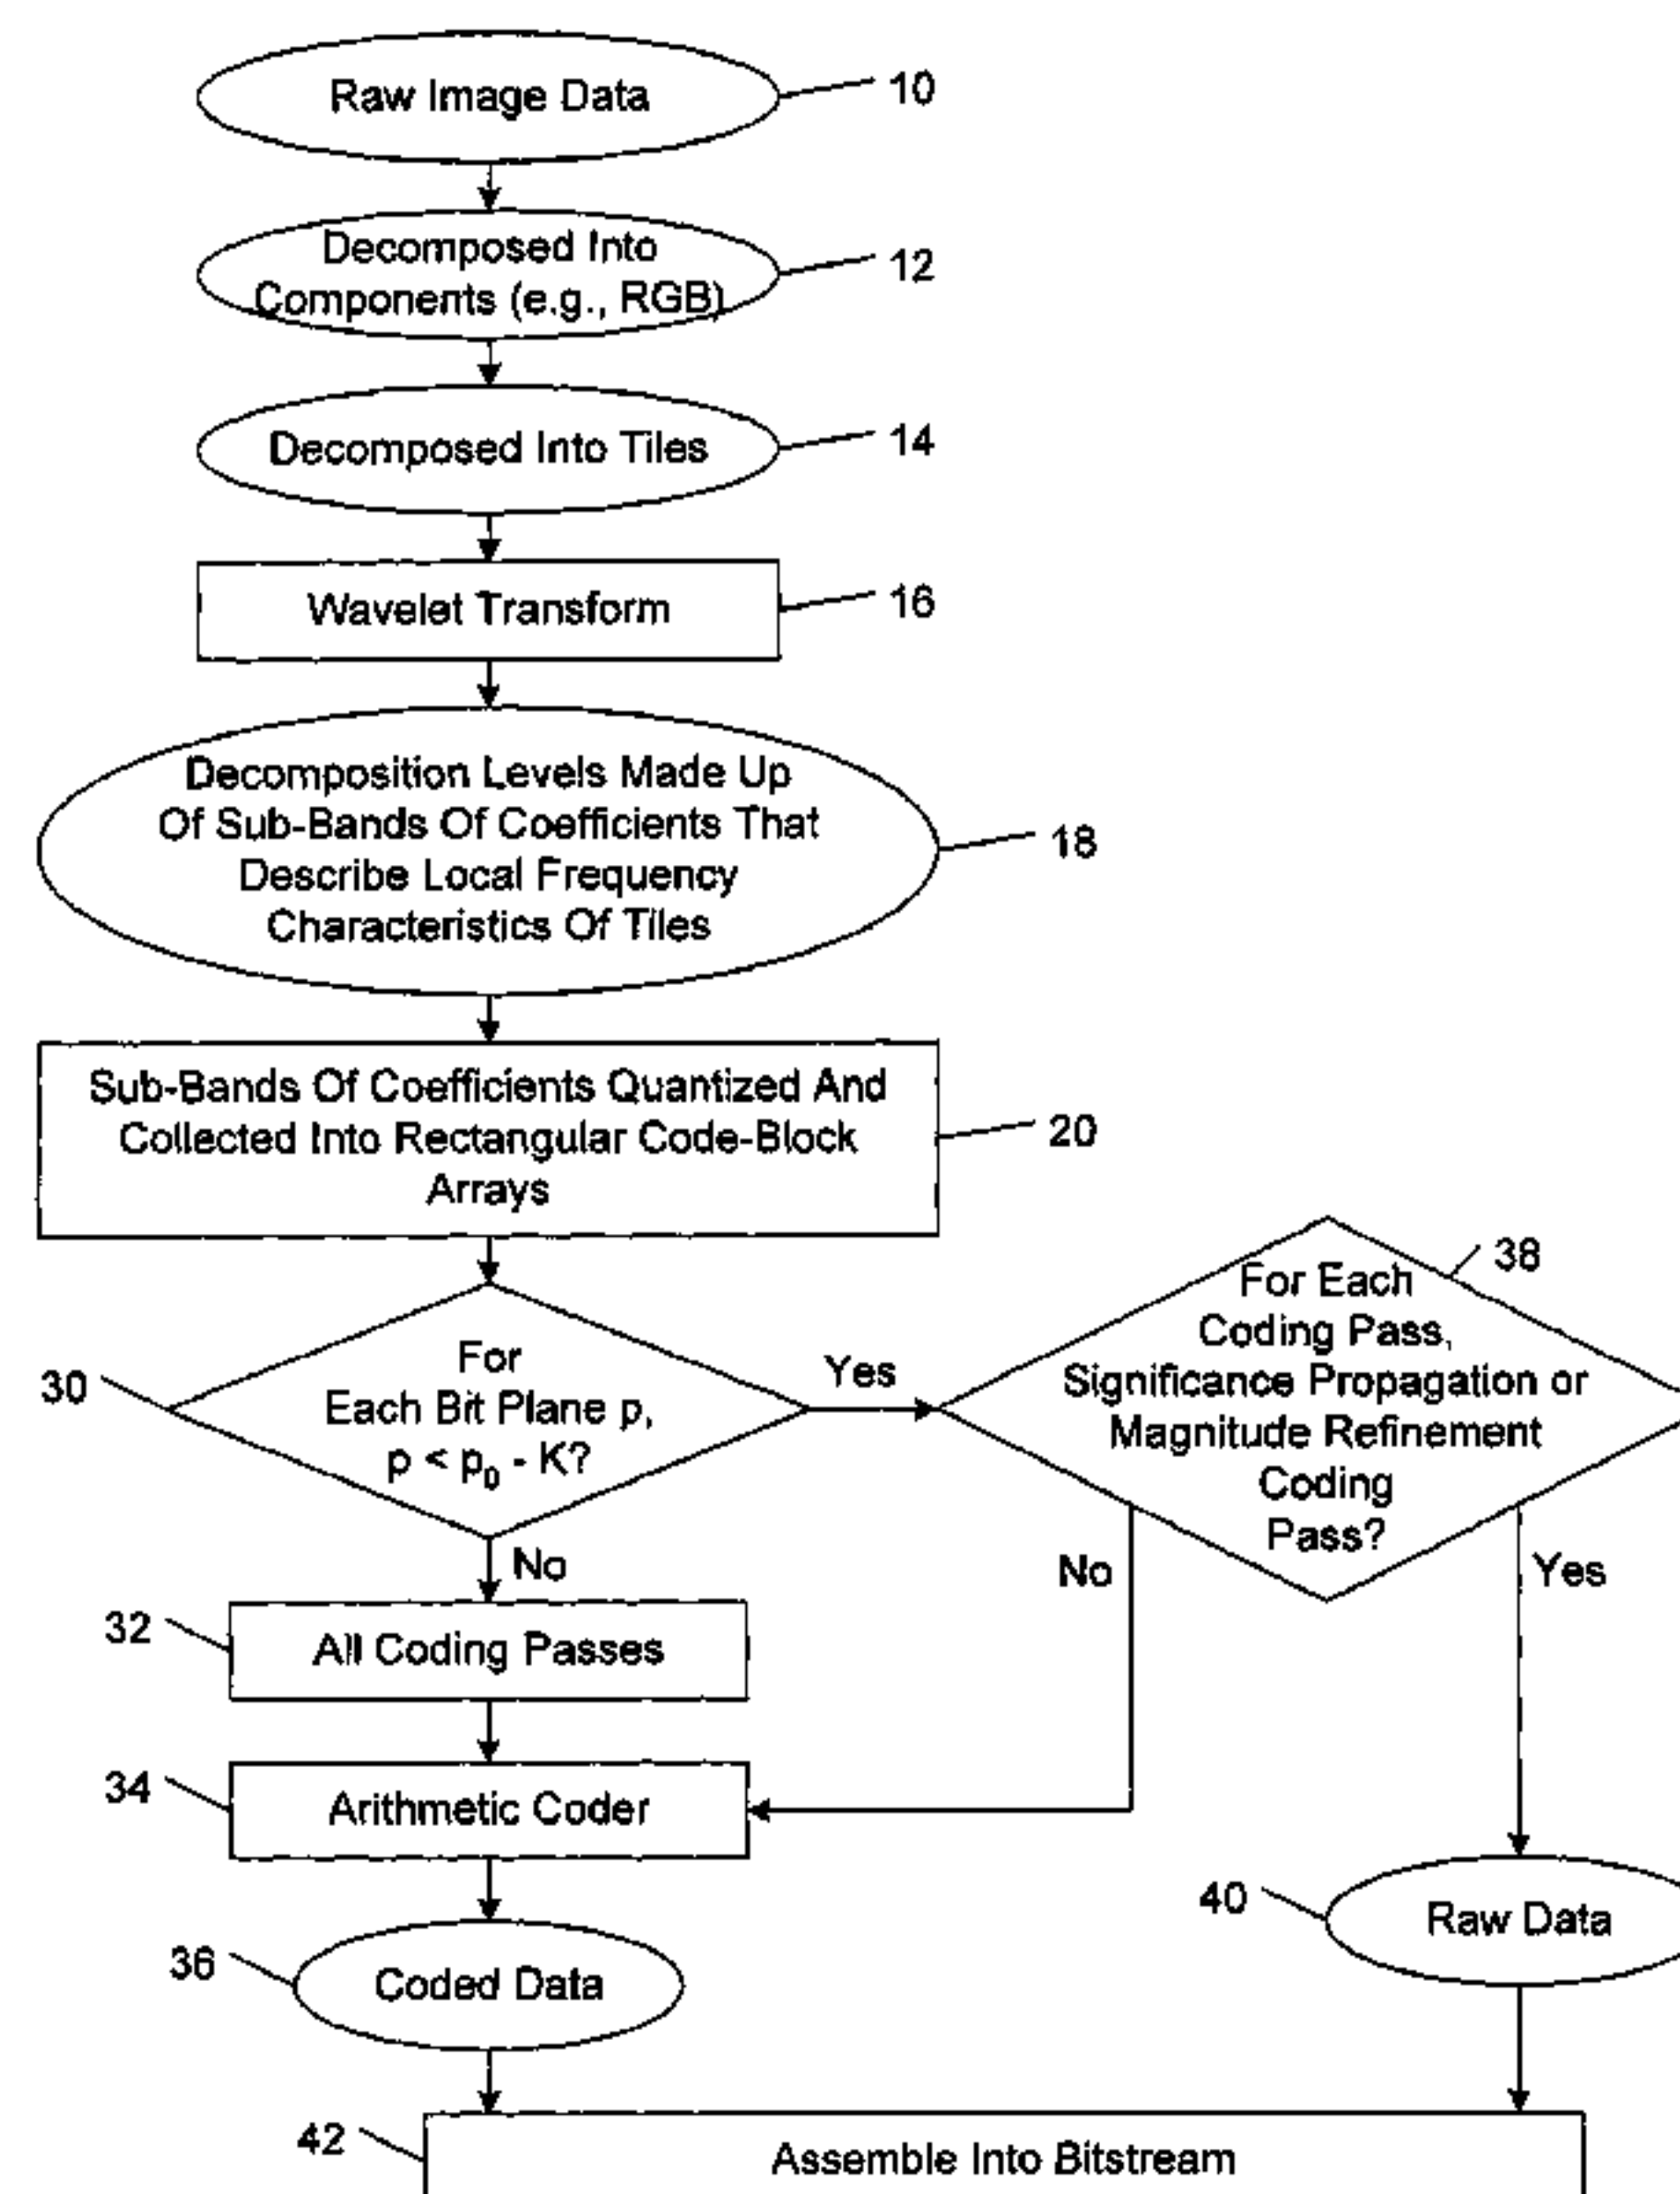 Raw Image Data
10
Decomposed Into
Components (e.g., RGB)
12
Decomposed Into Tiles
14
Wavelet Transform
16
Decomposition Levels Made Up
Of Sub-Bands Of Coefficients That
Describe Local Frequency
Characteristics Of Tiles
18
Sub-Bands Of Coefficients Quantized And
Collected Into Rectangular Code-Block
Arrays
20
30
For
Each Bit Plane p,
p < p0 - K?
Yes
No
38
For Each
Coding Pass,
Significance Propagation or
Magnitude Refinement
Coding
Pass?
No
Yes
32
All Coding Passes
34
Arithmetic Coder
40
Raw Data
36
Coded Data
42
Assemble Into Bitstream